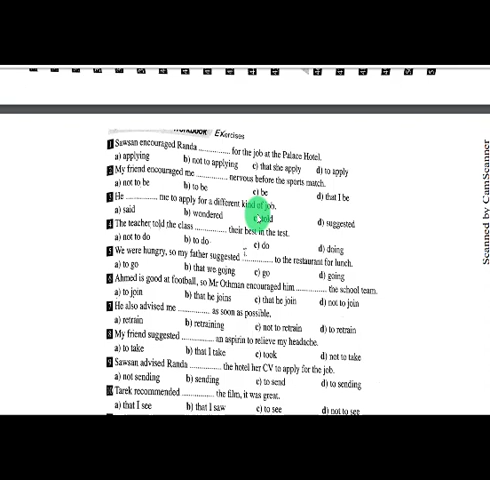 WORKBOOK Exercises
1 Sawsan encouraged Randa ............ for the job at the Palace Hotel.
a) applying b) not to applying c) that she apply d) to apply
2 My friend encouraged me ............ nervous before the sports match.
a) not to be b) to be c) be d) that I be
3 He ............ me to apply for a different kind of job.
a) said b) wondered c) told d) suggested
4 The teacher told the class ............ their best in the test.
a) not to do b) to do c) do d) doing
5 We were hungry, so my father suggested ............ to the restaurant for lunch.
a) to go b) that we going c) go d) going
6 Ahmed is good at football, so Mr Othman encouraged him ............ the school team.
a) to join b) that he joins c) that he join d) not to join
7 He also advised me ............ as soon as possible.
a) retrain b) retraining c) not to retrain d) to retrain
8 My friend suggested ............ an aspirin to relieve my headache.
a) to take b) that I take c) took d) not to take
9 Sawsan advised Randa ............ the hotel her CV to apply for the job.
a) not sending b) sending c) to send d) to sending
10 Tarek recommended ............ the film, it was great.
a) that I see b) that I saw c) to see d) not to see
Scanned by CamScanner